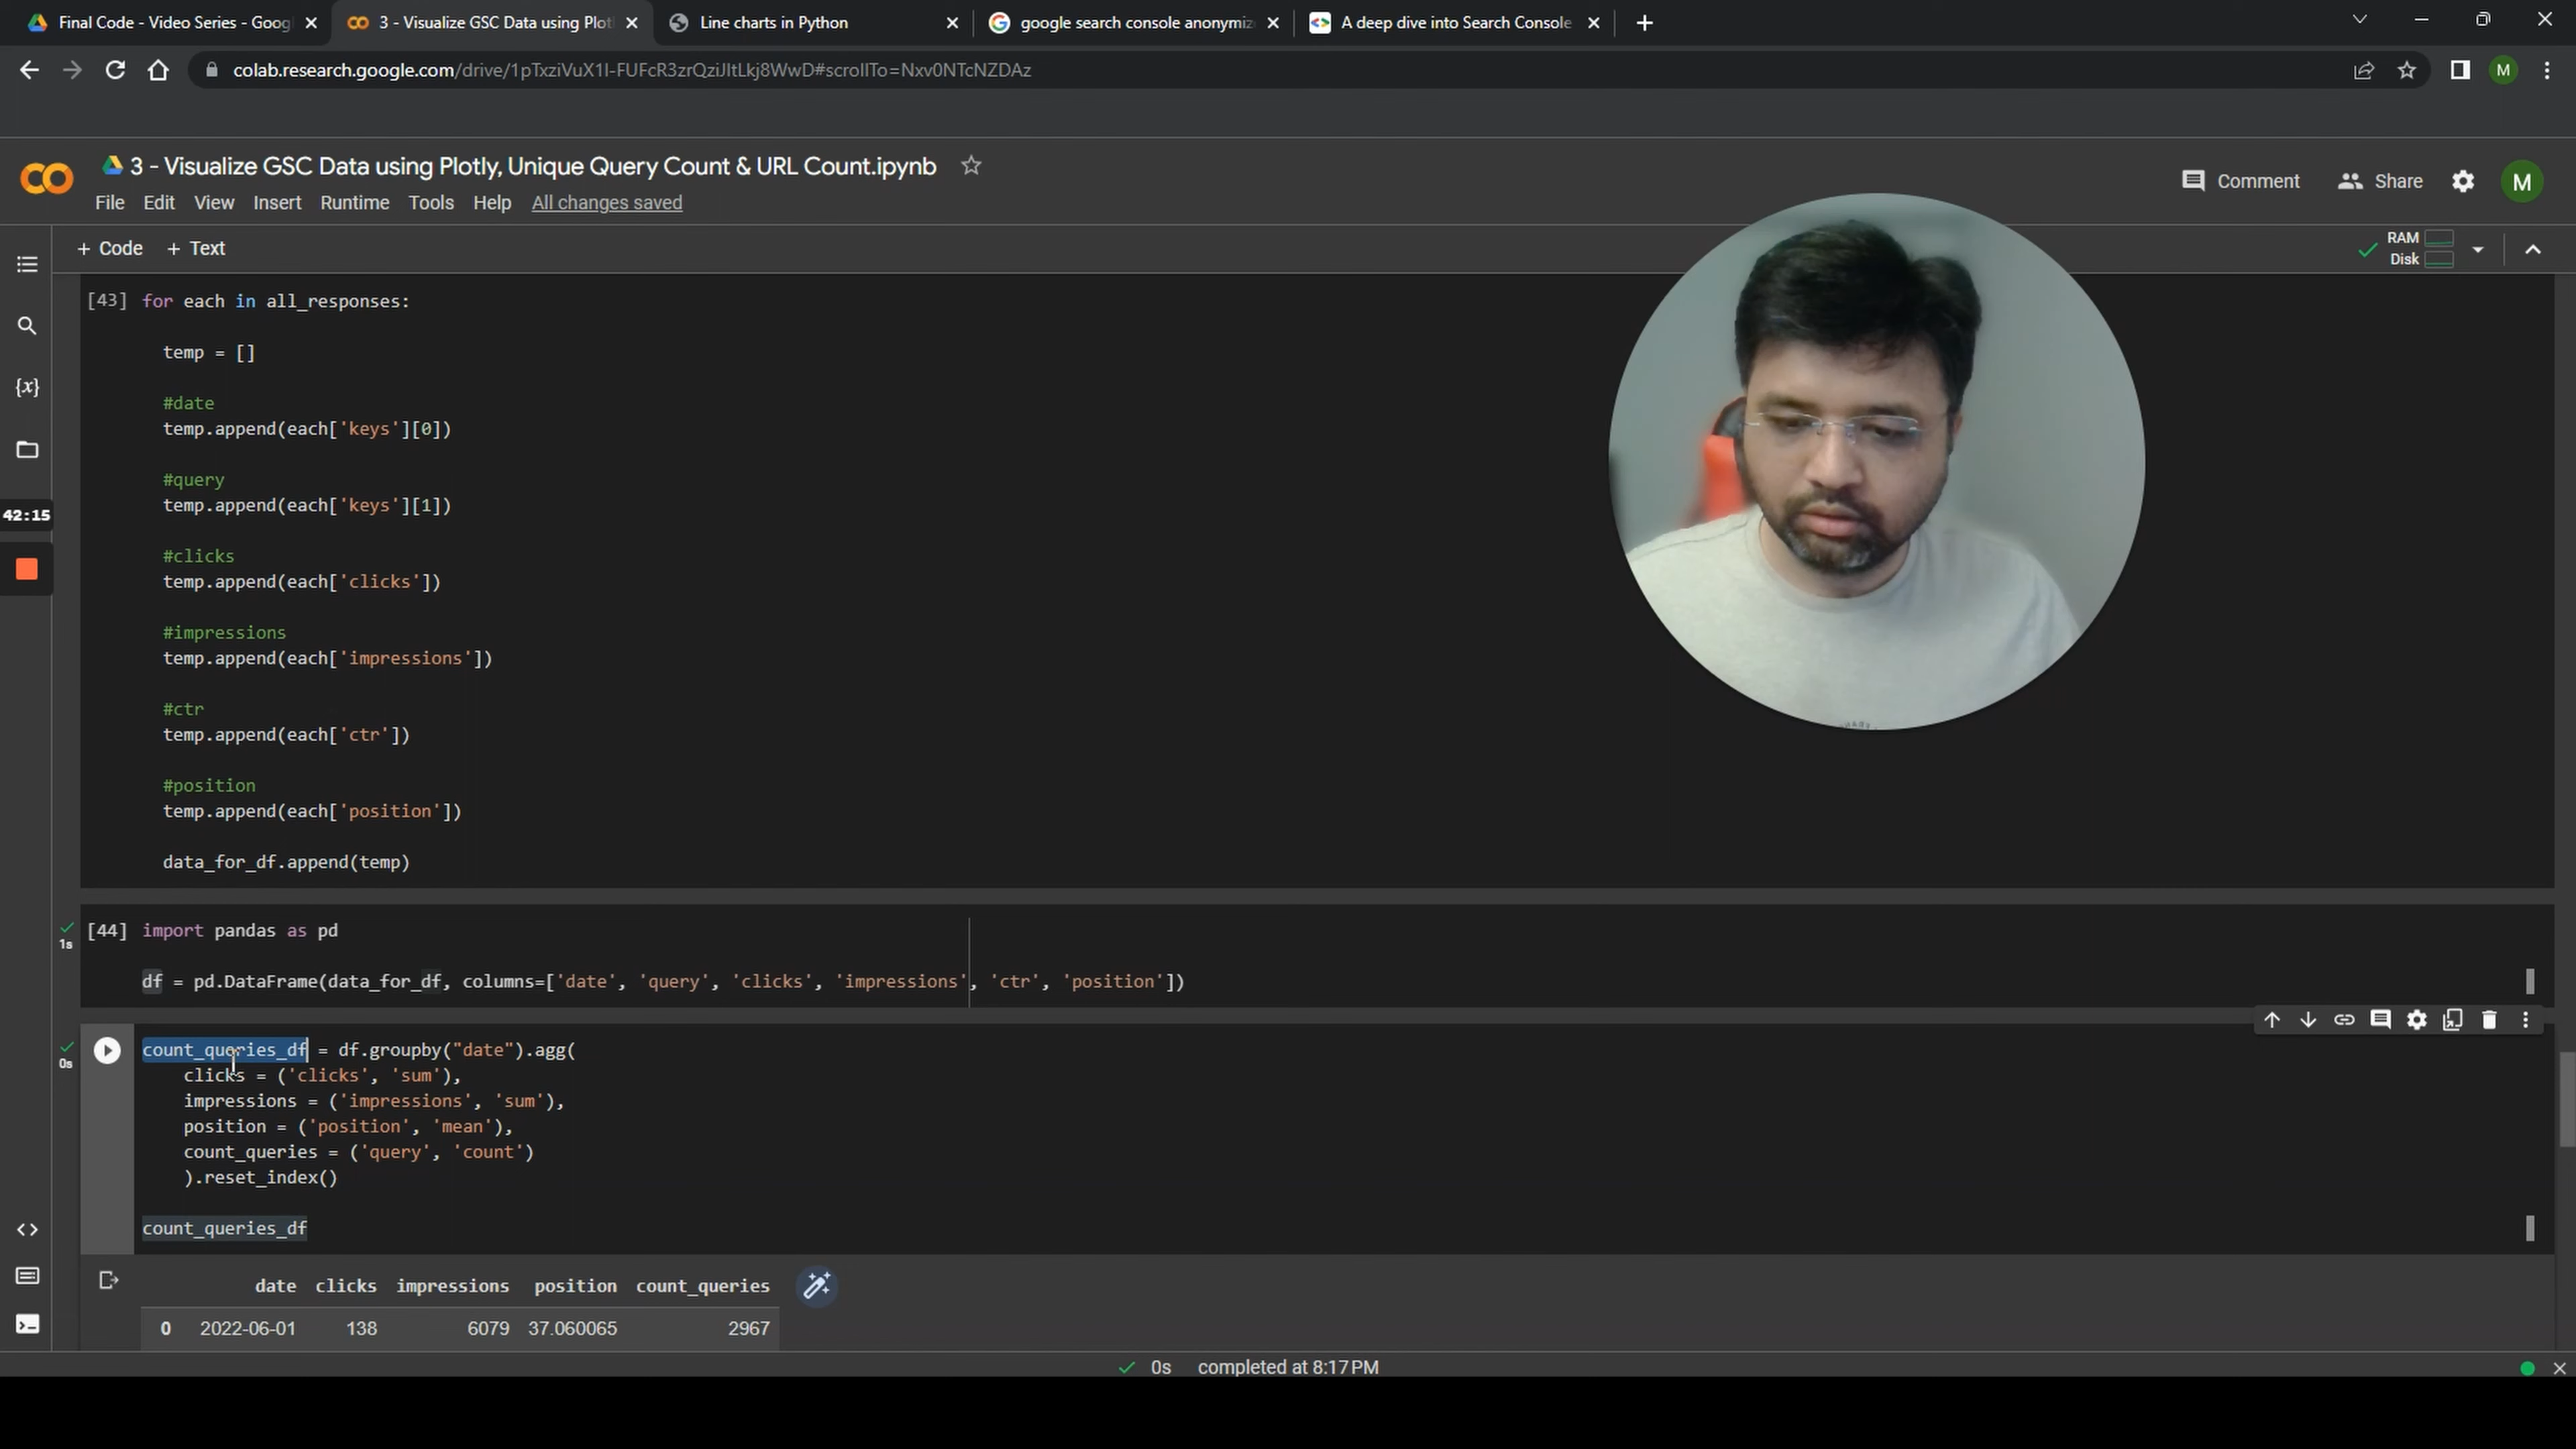 Final Code - Video Series - Goog
3 - Visualize GSC Data using Plot
Line charts in Python
google search console anonymiz
A deep dive into Search Console
colab.research.google.com/drive/1pTxziVuX1I-FUFcR3zrQziJItLkj8WwD#scrollTo=Nxv0NTcNZDAz
M
3 - Visualize GSC Data using Plotly, Unique Query Count & URL Count.ipynb
File Edit View Insert Runtime Tools Help All changes saved
Comment Share M
+ Code + Text
RAM
Disk
[43] for each in all_responses:
temp = []
#date
temp.append(each['keys'][0])
#query
temp.append(each['keys'][1])
#clicks
temp.append(each['clicks'])
#impressions
temp.append(each['impressions'])
#ctr
temp.append(each['ctr'])
#position
temp.append(each['position'])
data_for_df.append(temp)
42:15
1s [44] import pandas as pd
df = pd.DataFrame(data_for_df, columns=['date', 'query', 'clicks', 'impressions', 'ctr', 'position'])
0s count_queries_df = df.groupby("date").agg(
clicks = ('clicks', 'sum'),
impressions = ('impressions', 'sum'),
position = ('position', 'mean'),
count_queries = ('query', 'count')
).reset_index()
count_queries_df
date clicks impressions position count_queries
0 2022-06-01 138 6079 37.060065 2967
0s completed at 8:17 PM